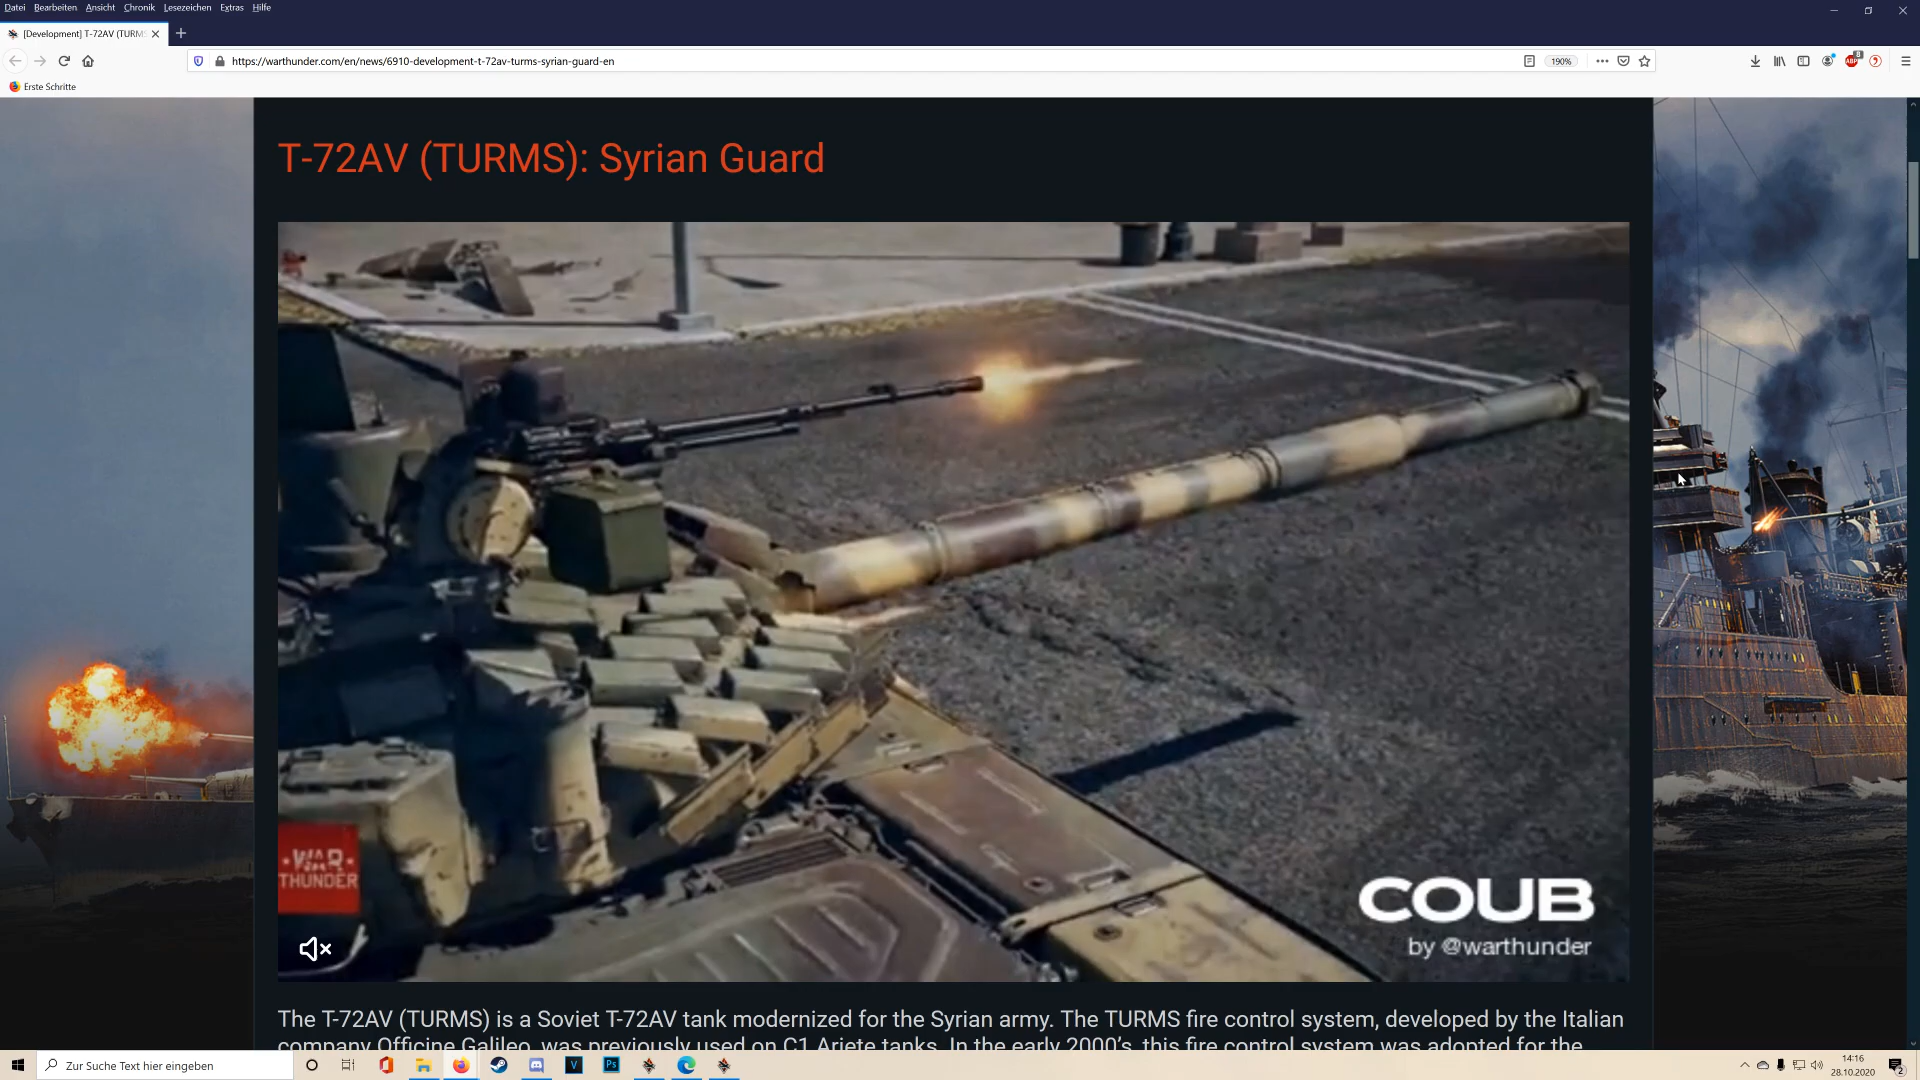 Datei Bearbeiten Ansicht Chronik Lesezeichen Extras Hilfe
[Development] T-72AV (TURMS
https://warthunder.com/en/news/6910-development-t-72av-turms-syrian-guard-en
190%
Erste Schritte
T-72AV (TURMS): Syrian Guard
WAR
THUNDER
COUB
by @warthunder
The T-72AV (TURMS) is a Soviet T-72AV tank modernized for the Syrian army. The TURMS fire control system, developed by the Italian
company Officine Galileo, was previously used on C1 Ariete tanks. In the early 2000's, this fire control system was adopted for the
Zur Suche Text hier eingeben
V
Ps
14:16
28.10.2020
2